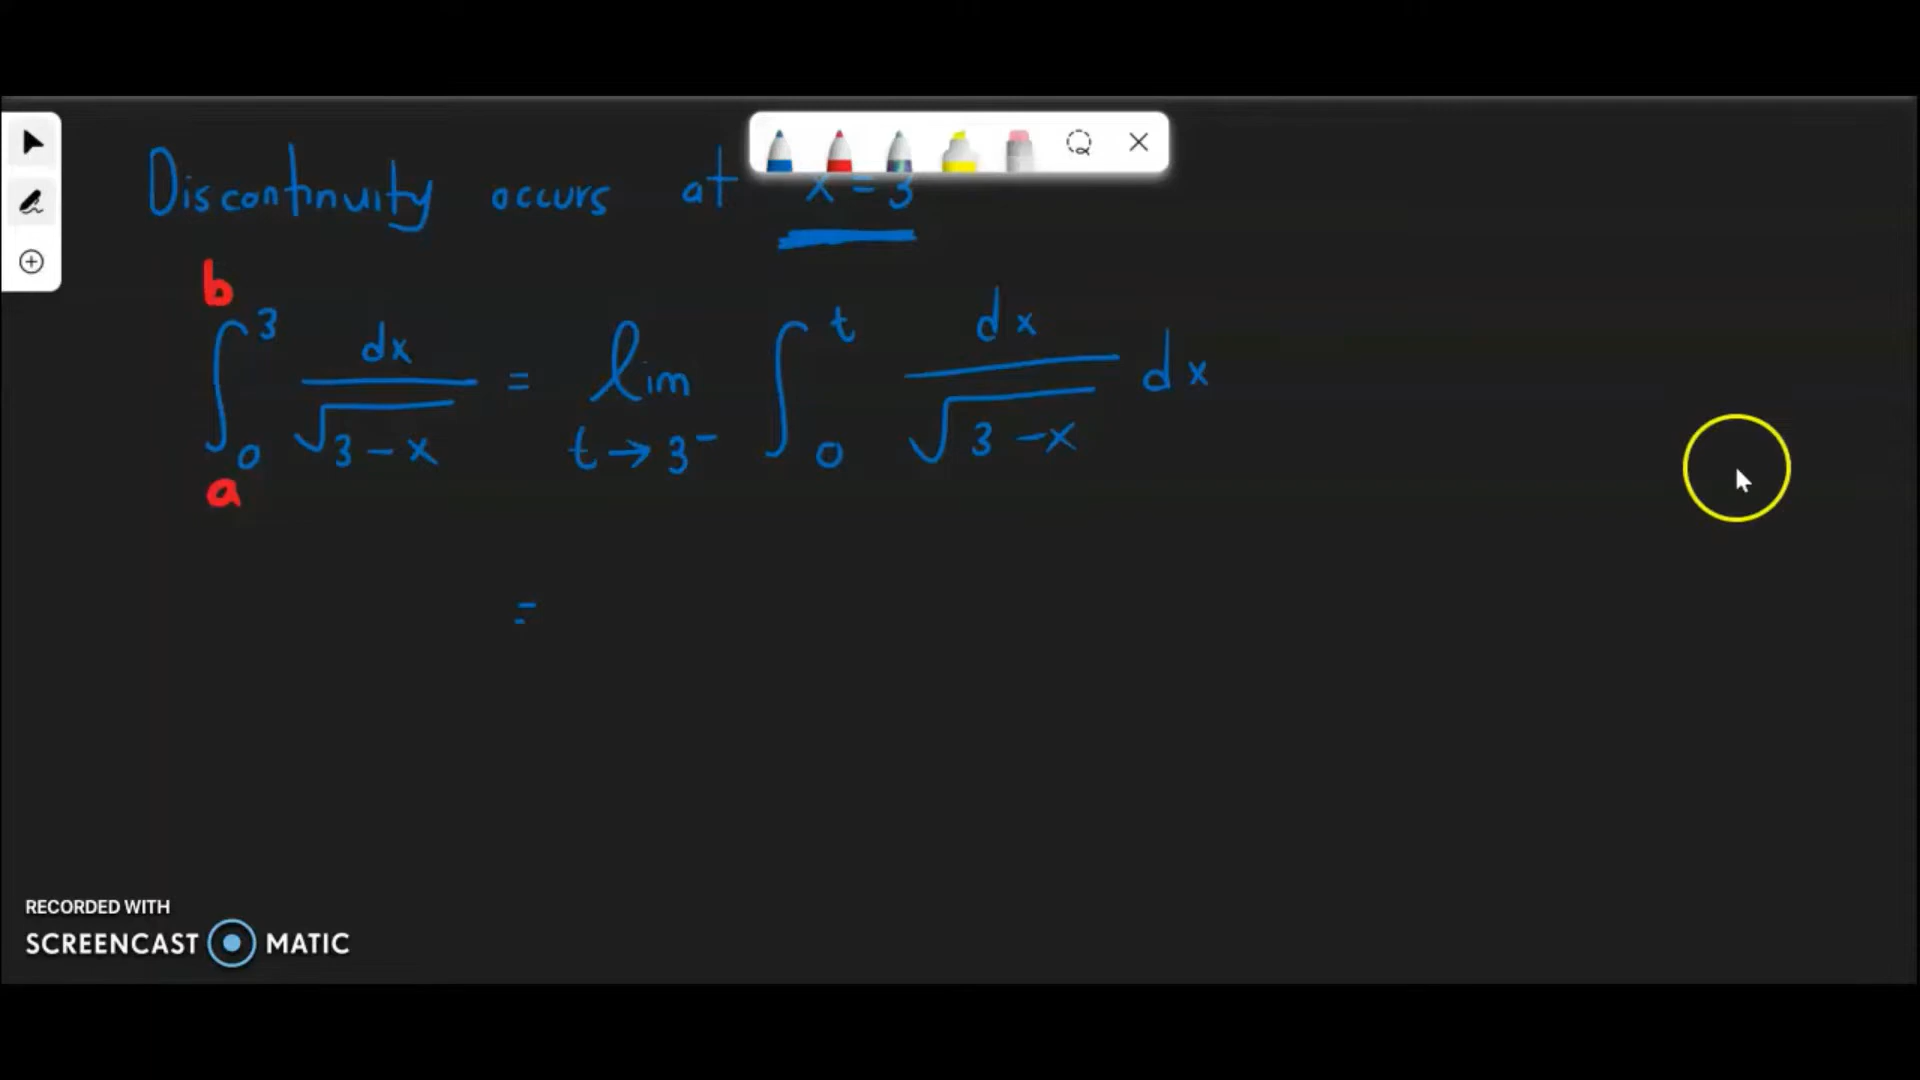 Discontinuity occurs at x = 3
b
∫₀³ dx/√(3 - x) = lim t → 3⁻ ∫₀ᵗ dx/√(3 - x) dx
a
=
RECORDED WITH
SCREENCAST MATIC